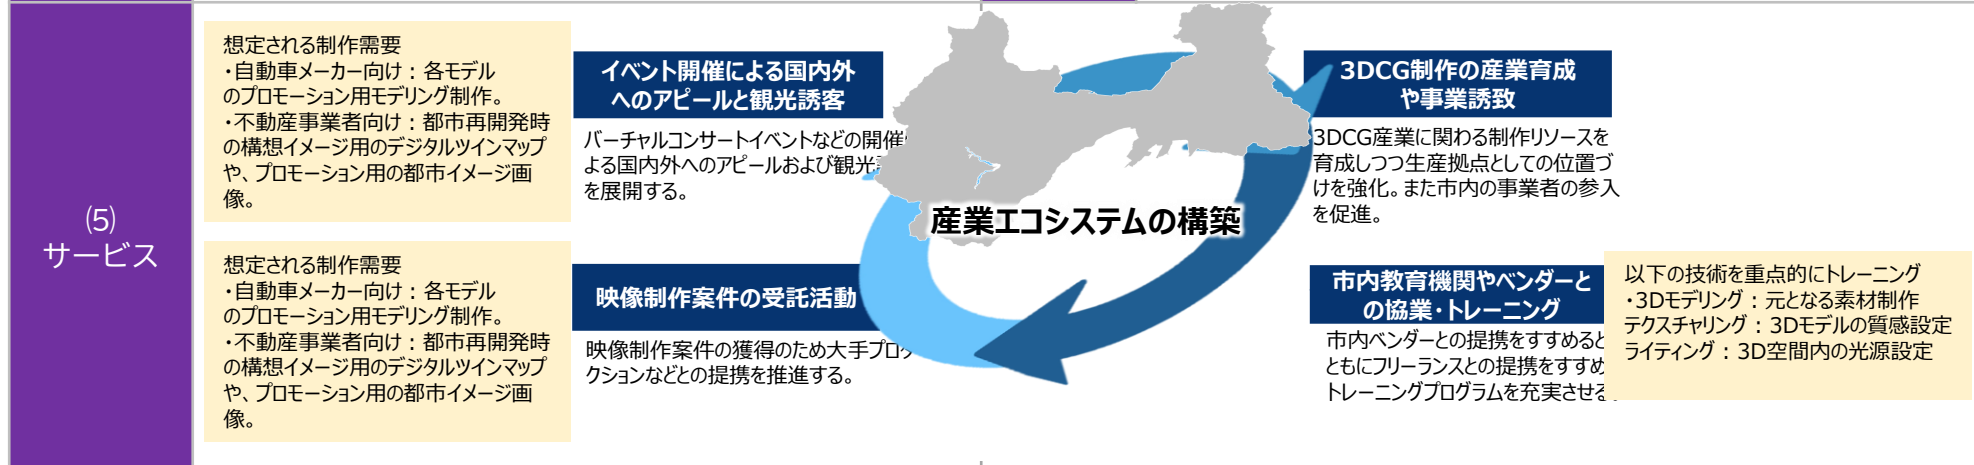 (5)
サービス
想定される制作需要
・自動車メーカー向け：各モデル
のプロモーション用モデリング制作。
・不動産事業者向け：都市再開発時
の構想イメージ用のデジタルツインマップ
や、プロモーション用の都市イメージ画
像。
イベント開催による国内外
へのアピールと観光誘客
バーチャルコンサートイベントなどの開催
よる国内外へのアピールおよび観光
を展開する。
3DCG制作の産業育成
や事業誘致
3DCG産業に関わる制作リソースを
育成しつつ生産拠点としての位置づ
けを強化。また市内の事業者の参入
を促進。
産業エコシステムの構築
想定される制作需要
・自動車メーカー向け：各モデル
のプロモーション用モデリング制作。
・不動産事業者向け：都市再開発時
の構想イメージ用のデジタルツインマップ
や、プロモーション用の都市イメージ画
像。
映像制作案件の受託活動
映像制作案件の獲得のため大手プロダ
クションなどとの提携を推進する。
市内教育機関やベンダーと
の協業・トレーニング
市内ベンダーとの提携をすすめると
ともにフリーランスとの提携をすすめ
トレーニングプログラムを充実させる。
以下の技術を重点的にトレーニング
・3Dモデリング：元となる素材制作
テクスチャリング：3Dモデルの質感設定
ライティング：3D空間内の光源設定